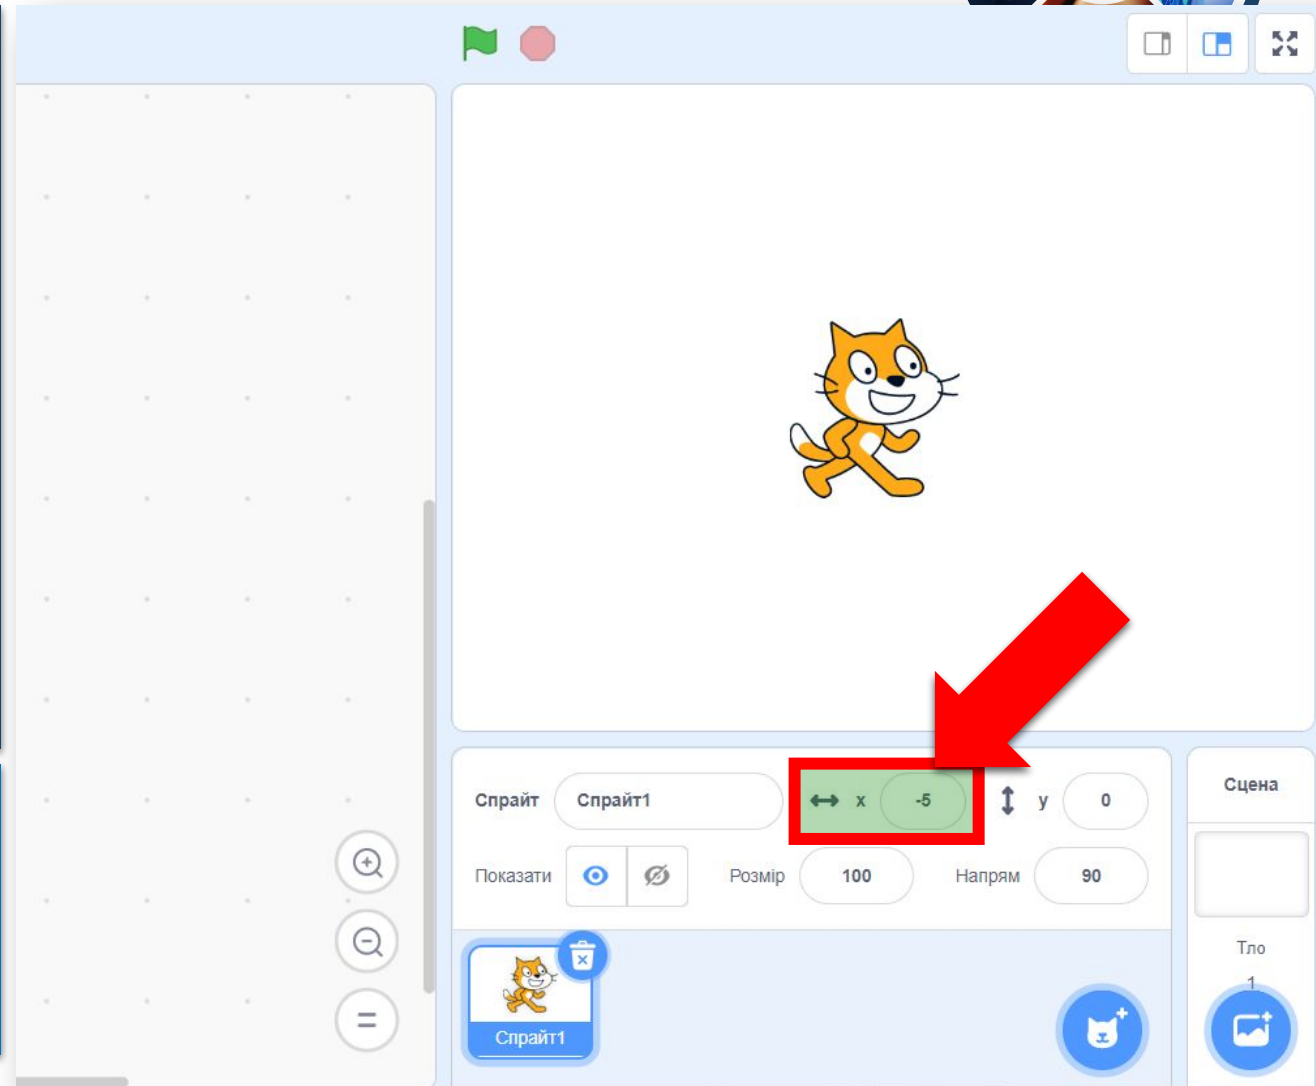 Спрайт Спрайт1 x -5 y 0
Показати Розмір 100 Напрям 90
Спрайт1
Сцена
Тло
1